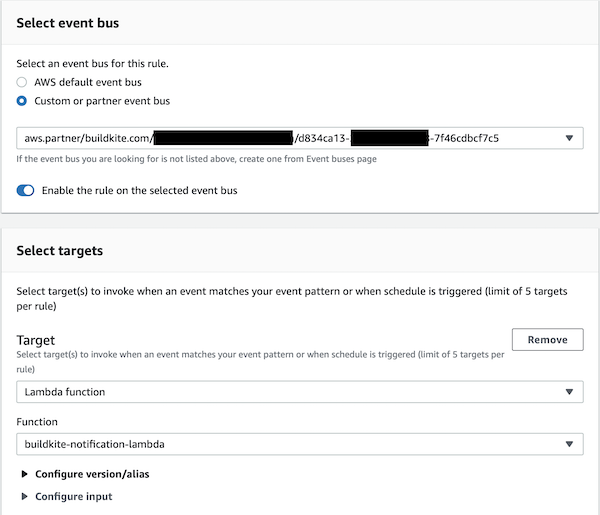 Select event bus
Select an event bus for this rule.
AWS default event bus
Custom or partner event bus
aws.partner/buildkite.com/ /d834ca13- -7f46cdbcf7c5
If the event bus you are looking for is not listed above, create one from Event buses page
Enable the rule on the selected event bus
Select targets
Select target(s) to invoke when an event matches your event pattern or when schedule is triggered (limit of 5 targets
per rule)
Target
Remove
Select target(s) to invoke when an event matches your event pattern or when schedule is triggered (limit of 5 targets per
rule)
Lambda function
Function
buildkite-notification-lambda
Configure version/alias
Configure input